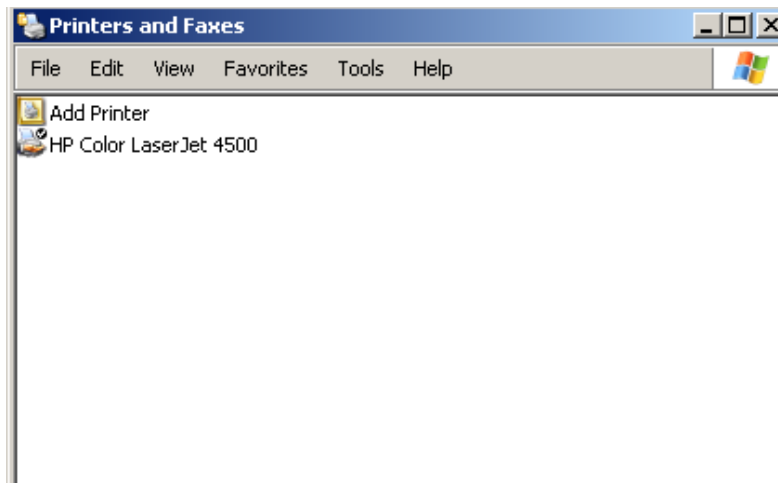 Printers and Faxes
File Edit View Favorites Tools Help
Add Printer
HP Color LaserJet 4500